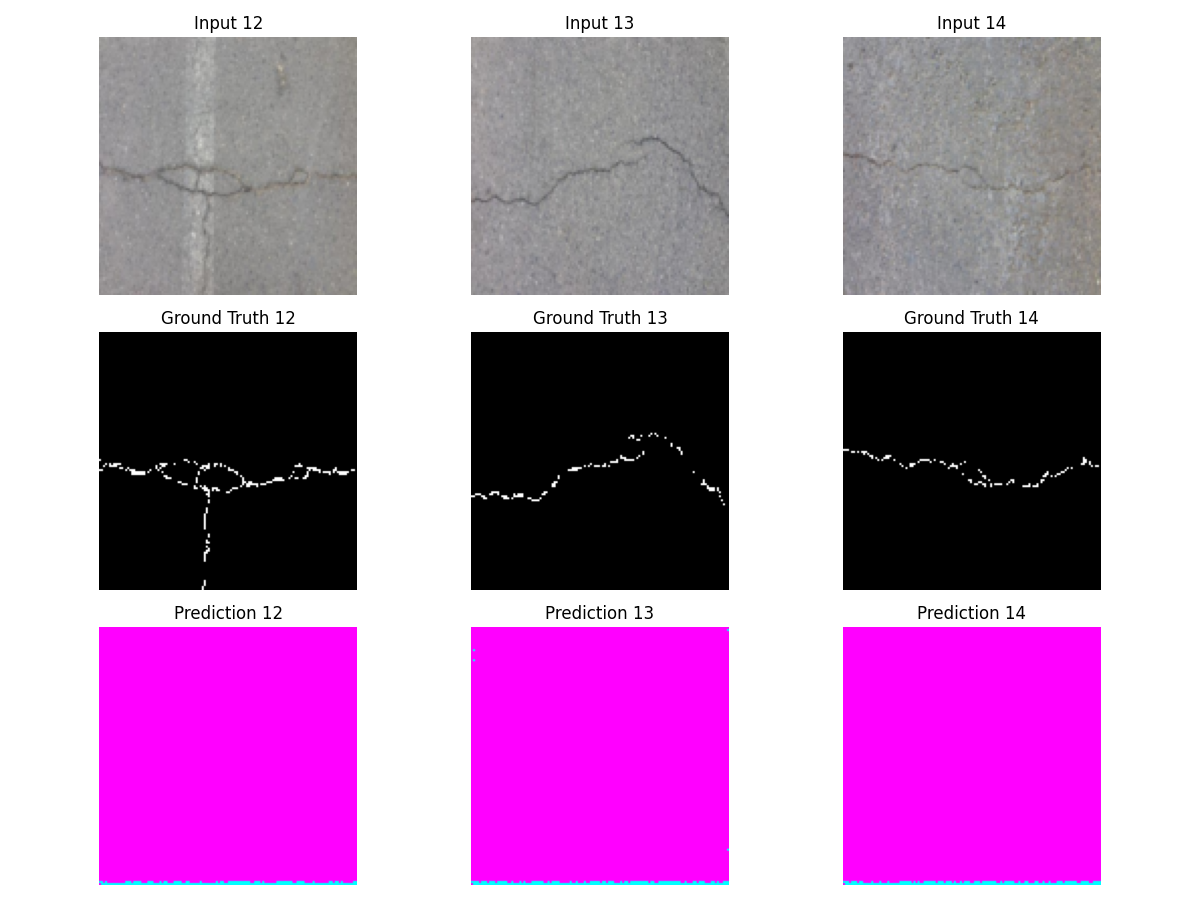 Input 12
Input 13
Input 14
Ground Truth 12
Ground Truth 13
Ground Truth 14
Prediction 12
Prediction 13
Prediction 14